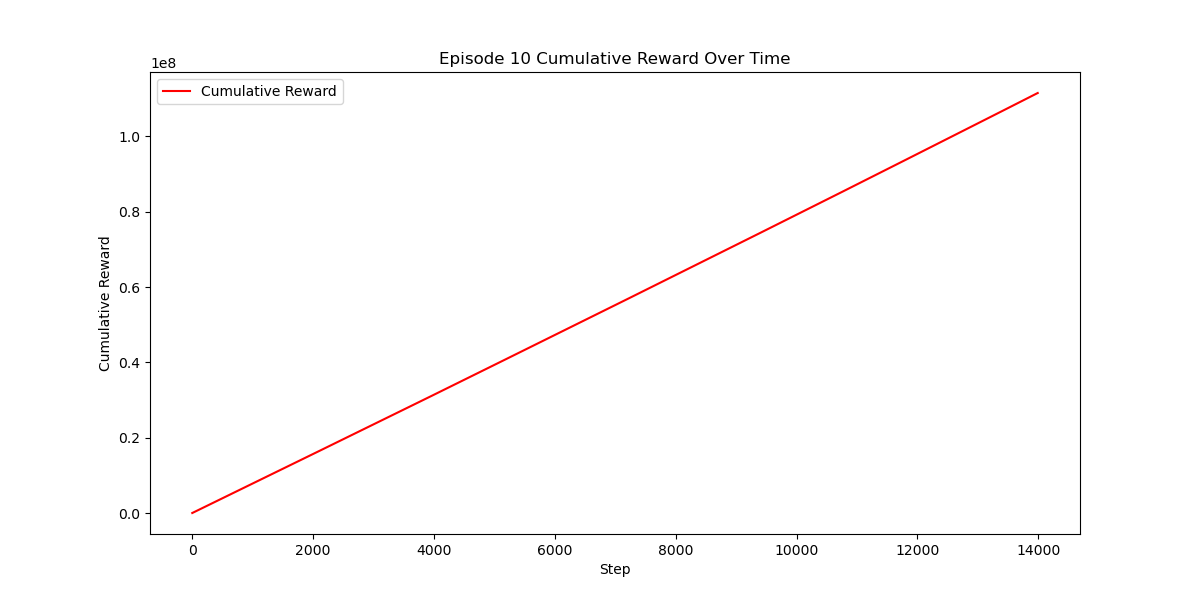 Episode 10 Cumulative Reward Over Time
1e8
Cumulative Reward
1.0
0.8
0.6
0.4
0.2
0.0
Cumulative Reward
0 2000 4000 6000 8000 10000 12000 14000
Step